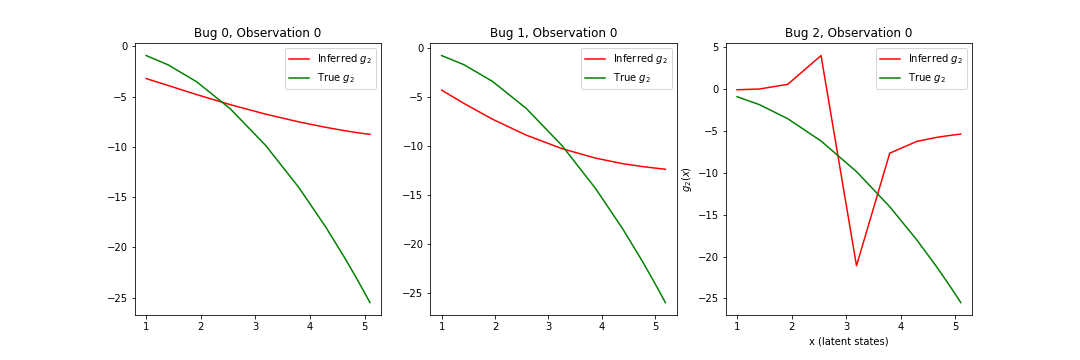 Bug 0, Observation 0
Inferred g₂
True g₂
0
−5
−10
−15
−20
−25
1 2 3 4 5
Bug 1, Observation 0
Inferred g₂
True g₂
0
−5
−10
−15
−20
−25
1 2 3 4 5
Bug 2, Observation 0
Inferred g₂
True g₂
g₂(x)
5
0
−5
−10
−15
−20
−25
1 2 3 4 5
x (latent states)